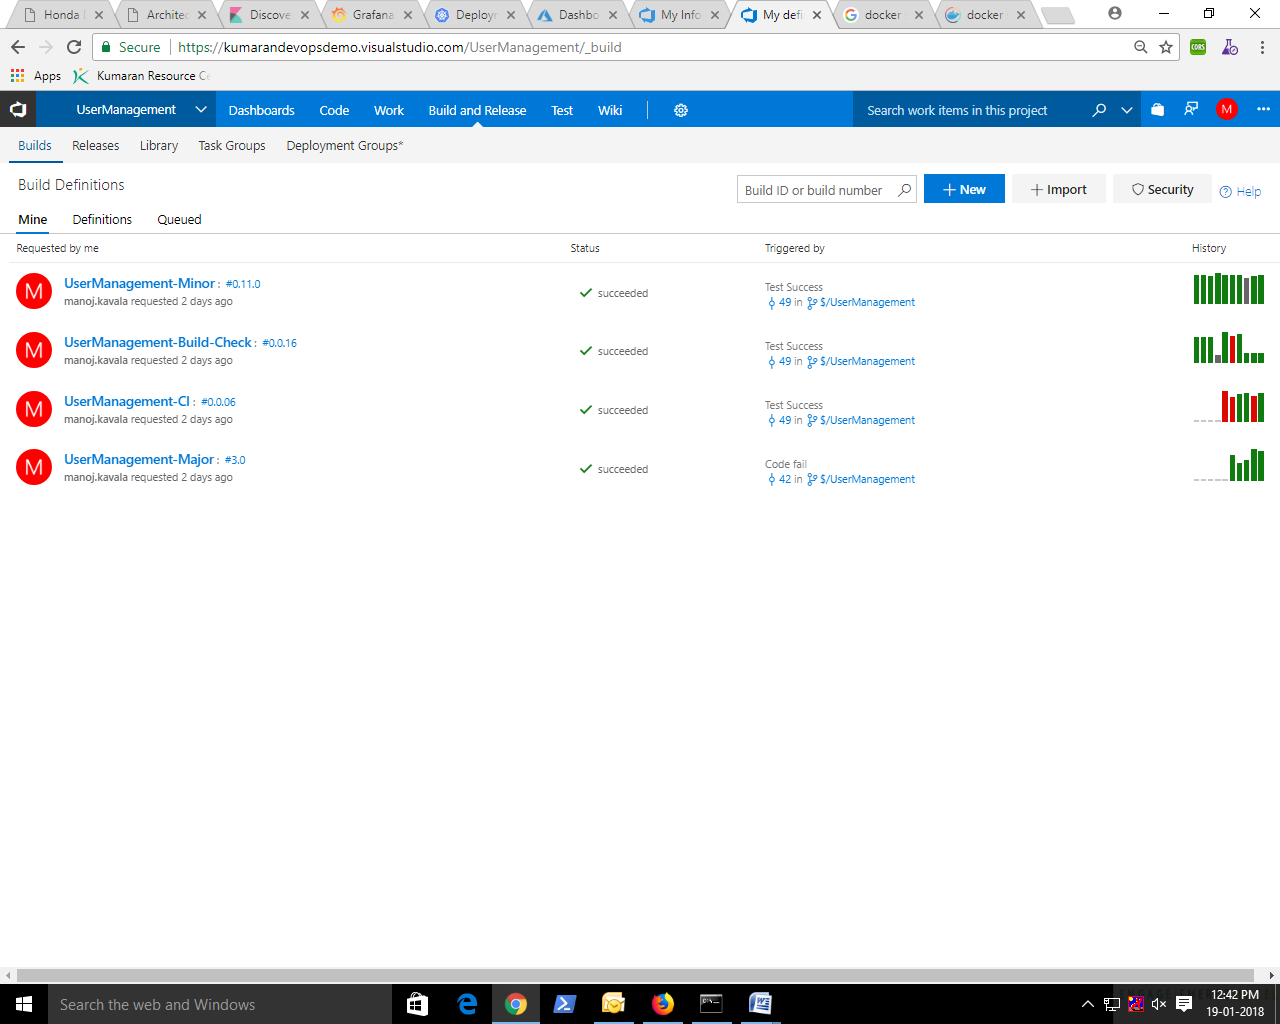 Honda
Architec
Discove
Grafana
Deploym
Dashbo
My Info
My defi
docker
docker
Secure
https://kumarandevopsdemo.visualstudio.com/UserManagement/_build
CORS
Apps
Kumaran Resource Ce
UserManagement
Dashboards
Code
Work
Build and Release
Test
Wiki
Search work items in this project
M
Builds
Releases
Library
Task Groups
Deployment Groups*
Build Definitions
Build ID or build number
New
Import
Security
Help
Mine
Definitions
Queued
Requested by me
Status
Triggered by
History
M
UserManagement-Minor : #0.11.0
manoj.kavala requested 2 days ago
succeeded
Test Success
49 in $/UserManagement
M
UserManagement-Build-Check : #0.0.16
manoj.kavala requested 2 days ago
succeeded
Test Success
49 in $/UserManagement
M
UserManagement-CI : #0.0.06
manoj.kavala requested 2 days ago
succeeded
Test Success
49 in $/UserManagement
M
UserManagement-Major : #3.0
manoj.kavala requested 2 days ago
succeeded
Code fail
42 in $/UserManagement
Search the web and Windows
12:42 PM
19-01-2018